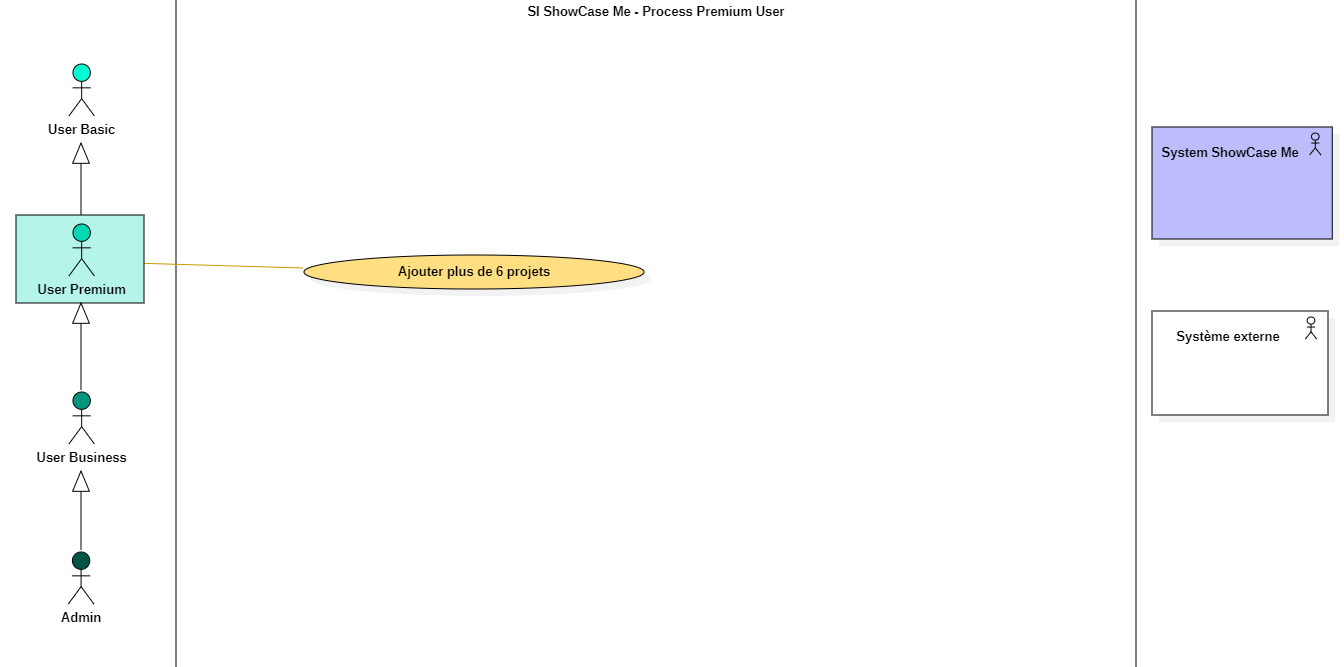 SI ShowCase Me - Process Premium User
User Basic
System ShowCase Me
Ajouter plus de 6 projets
User Premium
Système externe
User Business
Admin